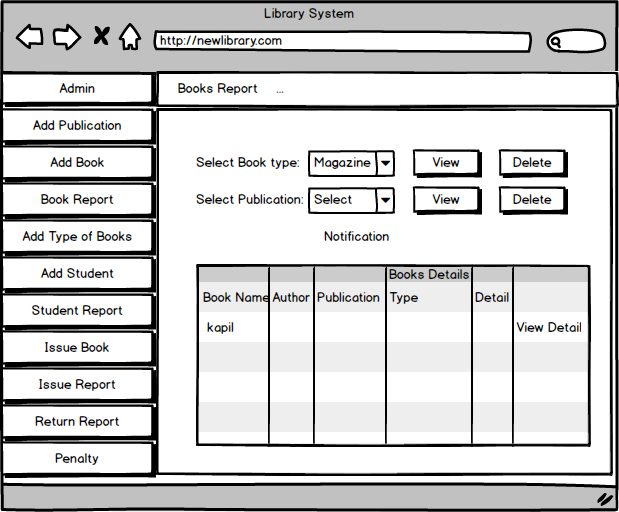 Library System
http://newlibrary.com
Admin
Books Report ...
Add Publication
Add Book
Book Report
Add Type of Books
Add Student
Student Report
Issue Book
Issue Report
Return Report
Penalty
Select Book type: Magazine View Delete
Select Publication: Select View Delete
Notification
Books Details
Book Name Author Publication Type Detail
kapil View Detail